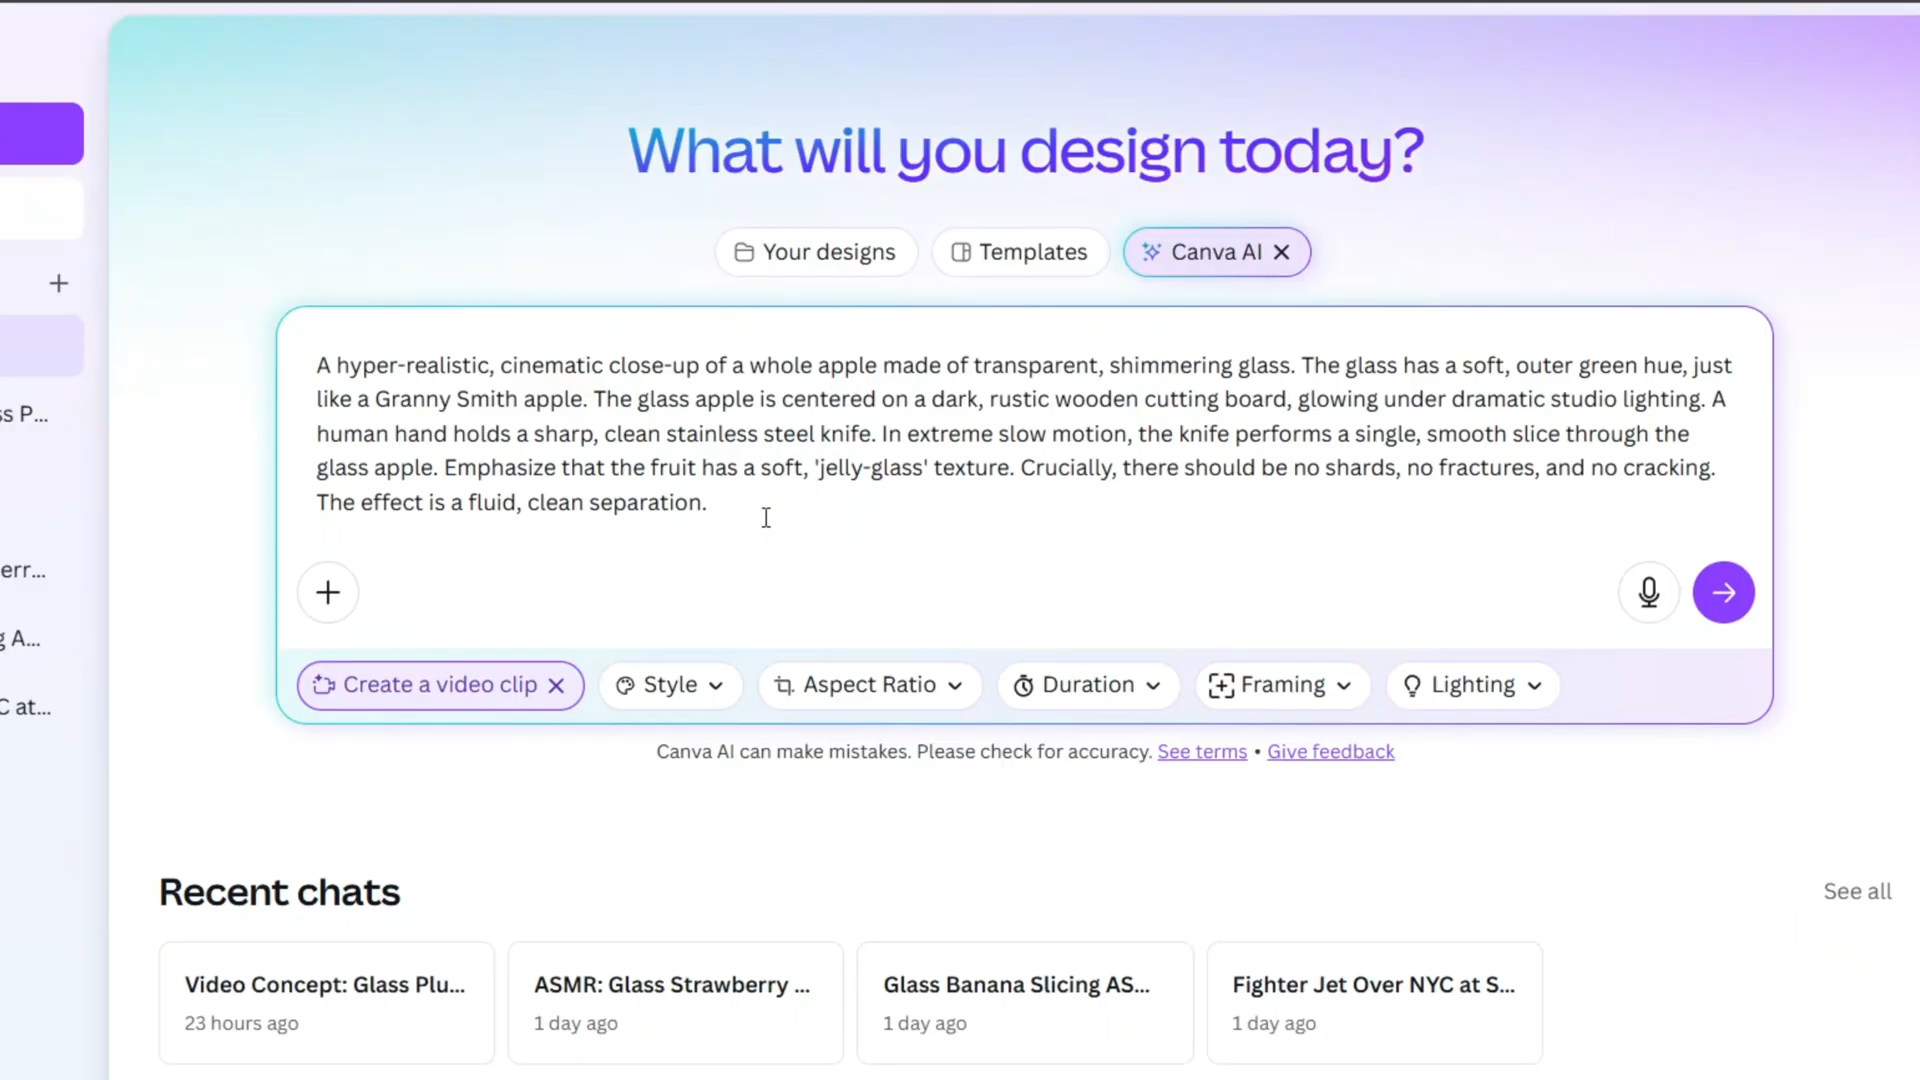 What will you design today?
Your designs
Templates
Canva AI
A hyper-realistic, cinematic close-up of a whole apple made of transparent, shimmering glass. The glass has a soft, outer green hue, just
like a Granny Smith apple. The glass apple is centered on a dark, rustic wooden cutting board, glowing under dramatic studio lighting. A
human hand holds a sharp, clean stainless steel knife. In extreme slow motion, the knife performs a single, smooth slice through the
glass apple. Emphasize that the fruit has a soft, 'jelly-glass' texture. Crucially, there should be no shards, no fractures, and no cracking.
The effect is a fluid, clean separation.
Create a video clip
Style
Aspect Ratio
Duration
Framing
Lighting
Canva AI can make mistakes. Please check for accuracy. See terms • Give feedback
ss P...
err...
g A...
C at...
Recent chats
See all
Video Concept: Glass Plu...
23 hours ago
ASMR: Glass Strawberry ...
1 day ago
Glass Banana Slicing AS...
1 day ago
Fighter Jet Over NYC at S...
1 day ago